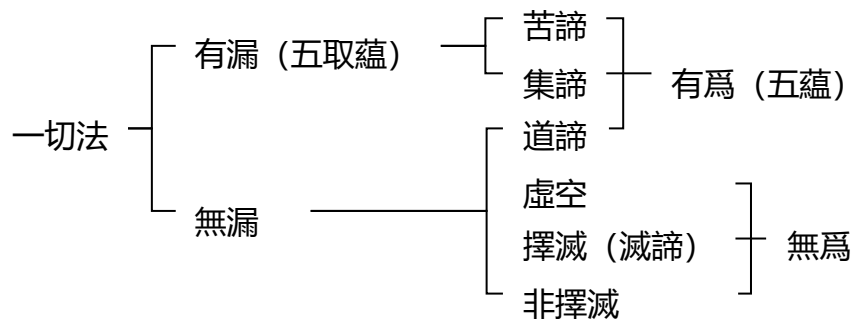 苦諦
有漏（五取蘊）
集諦
有爲（五蘊）
一切法
道諦
虛空
無漏
擇滅（滅諦）
無爲
非擇滅